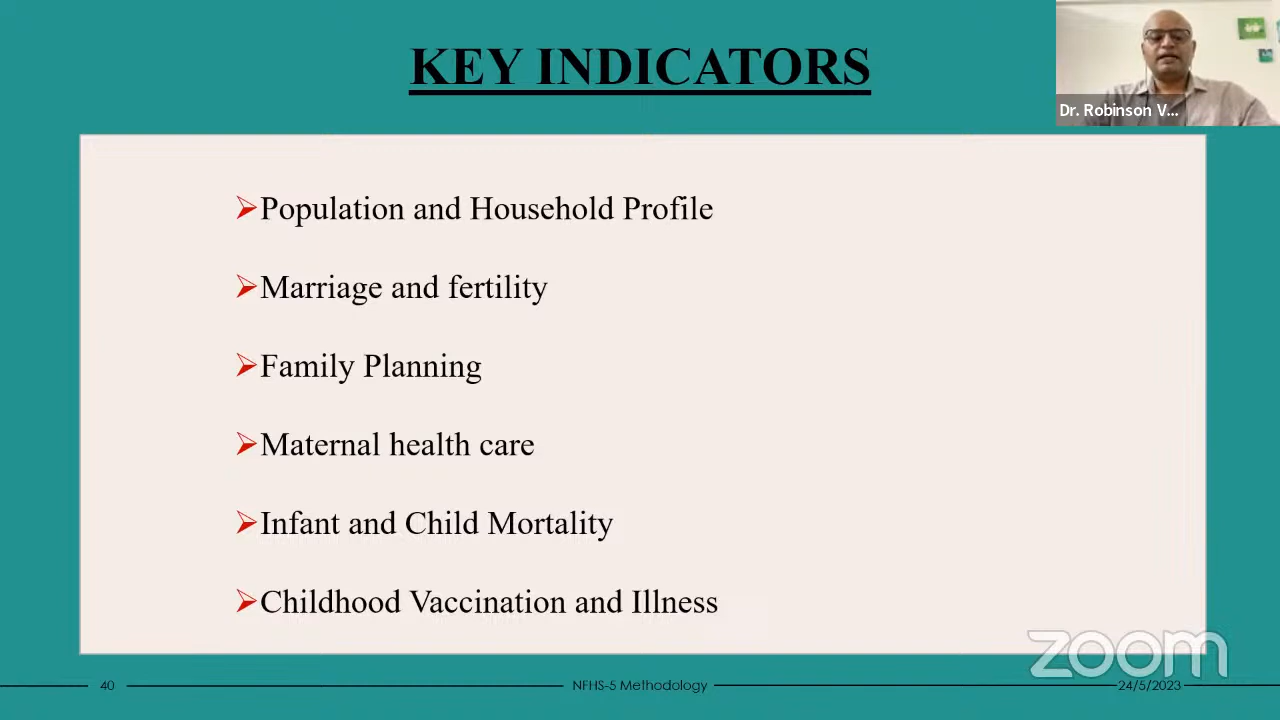 KEY INDICATORS
Dr. Robinson V...
Population and Household Profile
Marriage and fertility
Family Planning
Maternal health care
Infant and Child Mortality
Childhood Vaccination and Illness
zoom
40
NFHS-5 Methodology
24/5/2023